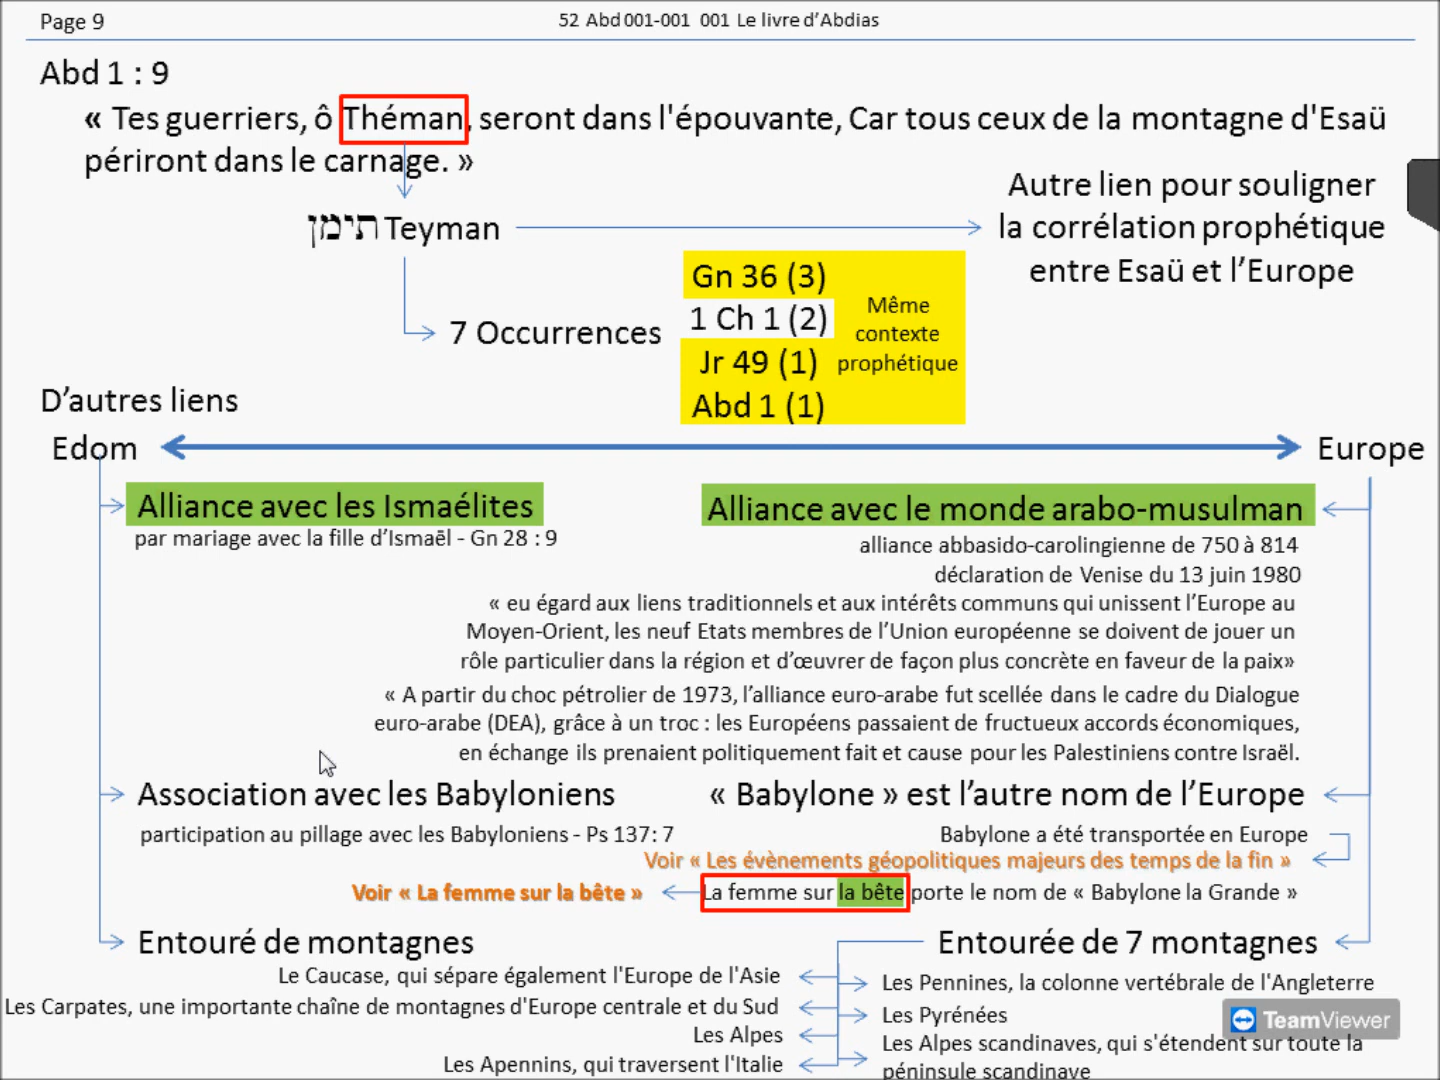 Page 9
52 Abd 001-001 001 Le livre d'Abdias
Abd 1 : 9
« Tes guerriers, ô Théman, seront dans l'épouvante, Car tous ceux de la montagne d'Esaü
périront dans le carnage. »
תימן Teyman
Autre lien pour souligner
la corrélation prophétique
entre Esaü et l’Europe
7 Occurrences
Gn 36 (3)
1 Ch 1 (2)
Jr 49 (1)
Abd 1 (1)
Même
contexte
prophétique
D’autres liens
Edom
Europe
Alliance avec les Ismaélites
par mariage avec la fille d’Ismaël - Gn 28 : 9
Alliance avec le monde arabo-musulman
alliance abbasido-carolingienne de 750 à 814
déclaration de Venise du 13 juin 1980
« eu égard aux liens traditionnels et aux intérêts communs qui unissent l’Europe au
Moyen-Orient, les neuf Etats membres de l’Union européenne se doivent de jouer un
rôle particulier dans la région et d’œuvrer de façon plus concrète en faveur de la paix»
« A partir du choc pétrolier de 1973, l’alliance euro-arabe fut scellée dans le cadre du Dialogue
euro-arabe (DEA), grâce à un troc : les Européens passaient de fructueux accords économiques,
en échange ils prenaient politiquement fait et cause pour les Palestiniens contre Israël.
Association avec les Babyloniens
participation au pillage avec les Babyloniens - Ps 137: 7
« Babylone » est l’autre nom de l’Europe
Babylone a été transportée en Europe
Voir « Les évènements géopolitiques majeurs des temps de la fin »
Voir « La femme sur la bête »
La femme sur la bête porte le nom de « Babylone la Grande »
Entouré de montagnes
Entourée de 7 montagnes
Le Caucase, qui sépare également l'Europe de l'Asie
Les Carpates, une importante chaîne de montagnes d'Europe centrale et du Sud
Les Alpes
Les Apennins, qui traversent l'Italie
Les Pennines, la colonne vertébrale de l'Angleterre
Les Pyrénées
Les Alpes scandinaves, qui s'étendent sur toute la
péninsule scandinave
TeamViewer